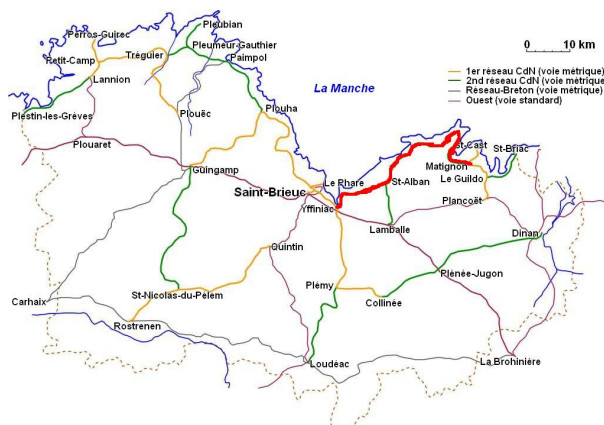 Pleubian
Perros-Guirec
Pleumeur-Gauthier
Tréguier
Paimpol
Petit-Camp
Lannion
10 km
La Manche
1er réseau CdN (voie métrique)
2nd réseau CdN (voie métrique)
Réseau-Breton (voie métrique)
Ouest (voie standard)
Plestin-les-Grèves
Plouëc
Plouha
Plouaret
St-Cast
St-Briac
Matignon
Guingamp
Le Guildo
Le Phare
St-Alban
Saint-Brieuc
Plancoët
Yffiniac
Lamballe
Dinan
Quintin
Plénée-Jugon
St-Nicolas-du-Pélem
Plémy
Carhaix
Collinée
Rostrenen
Loudéac
La Brohinière